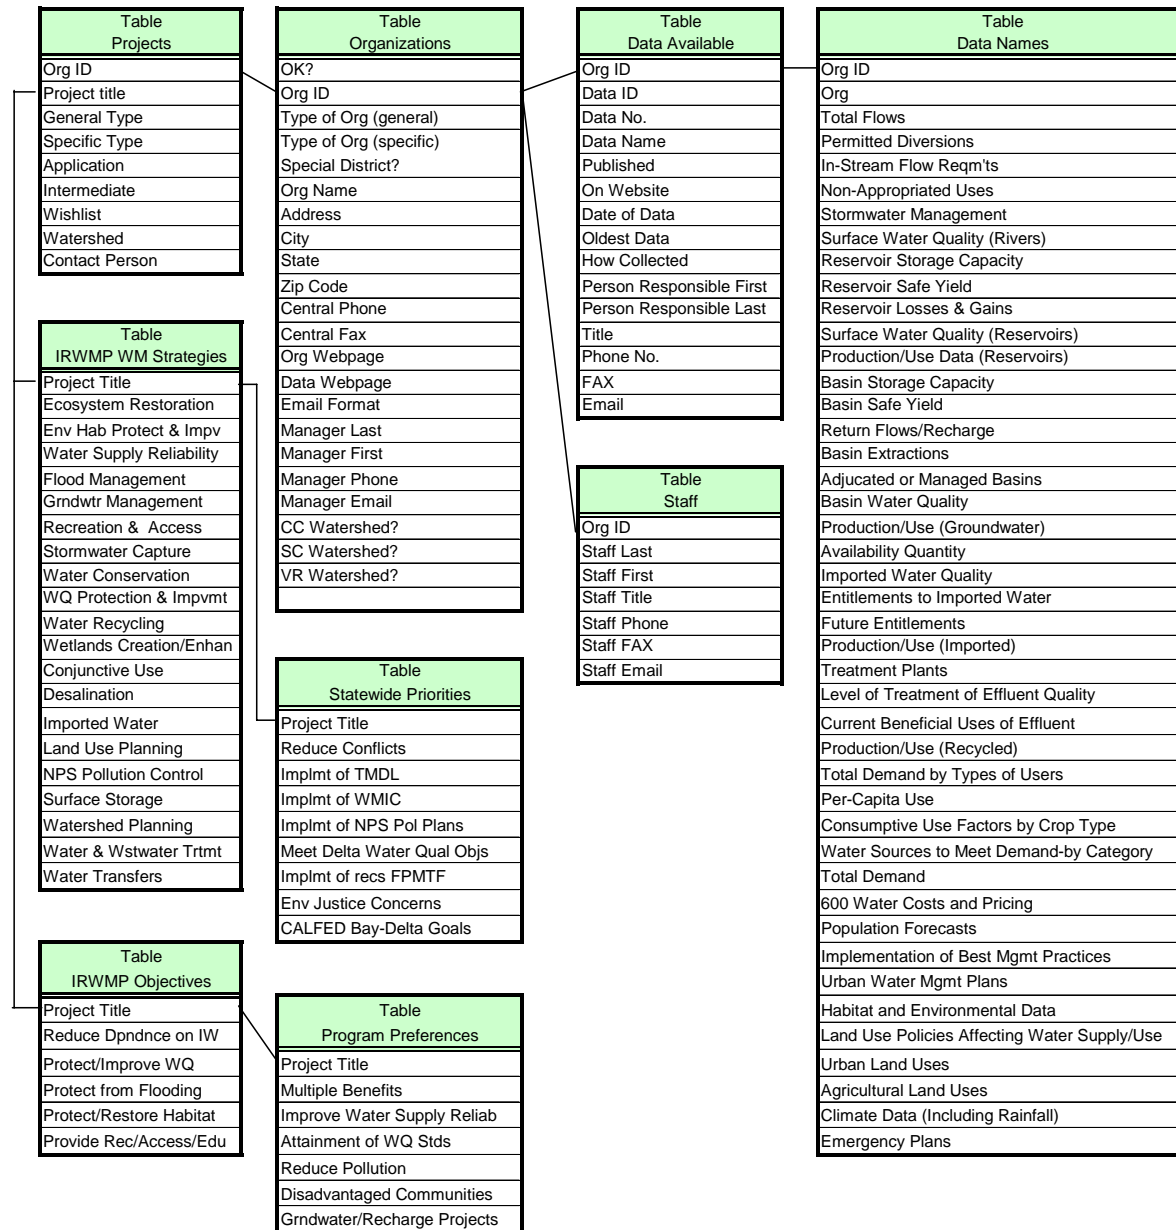 Table
Projects
Org ID
Project title
General Type
Specific Type
Application
Intermediate
Wishlist
Watershed
Contact Person
Table
IRWMP WM Strategies
Project Title
Ecosystem Restoration
Env Hab Protect & Impv
Water Supply Reliability
Flood Management
Grndwtr Management
Recreation & Access
Stormwater Capture
Water Conservation
WQ Protection & Impvmt
Water Recycling
Wetlands Creation/Enhan
Conjunctive Use
Desalination
Imported Water
Land Use Planning
NPS Pollution Control
Surface Storage
Watershed Planning
Water & Wstwater Trtmt
Water Transfers
Table
IRWMP Objectives
Project Title
Reduce Dpndnce on IW
Protect/Improve WQ
Protect from Flooding
Protect/Restore Habitat
Provide Rec/Access/Edu
Table
Organizations
OK?
Org ID
Type of Org (general)
Type of Org (specific)
Special District?
Org Name
Address
City
State
Zip Code
Central Phone
Central Fax
Org Webpage
Data Webpage
Email Format
Manager Last
Manager First
Manager Phone
Manager Email
CC Watershed?
SC Watershed?
VR Watershed?
Table
Statewide Priorities
Project Title
Reduce Conflicts
Implmt of TMDL
Implmt of WMIC
Implmt of NPS Pol Plans
Meet Delta Water Qual Objs
Implmt of recs FPMTF
Env Justice Concerns
CALFED Bay-Delta Goals
Table
Program Preferences
Project Title
Multiple Benefits
Improve Water Supply Reliab
Attainment of WQ Stds
Reduce Pollution
Disadvantaged Communities
Grndwater/Recharge Projects
Table
Data Available
Org ID
Data ID
Data No.
Data Name
Published
On Website
Date of Data
Oldest Data
How Collected
Person Responsible First
Person Responsible Last
Title
Phone No.
FAX
Email
Table
Staff
Org ID
Staff Last
Staff First
Staff Title
Staff Phone
Staff FAX
Staff Email
Table
Data Names
Org ID
Org
Total Flows
Permitted Diversions
In-Stream Flow Reqm'ts
Non-Appropriated Uses
Stormwater Management
Surface Water Quality (Rivers)
Reservoir Storage Capacity
Reservoir Safe Yield
Reservoir Losses & Gains
Surface Water Quality (Reservoirs)
Production/Use Data (Reservoirs)
Basin Storage Capacity
Basin Safe Yield
Return Flows/Recharge
Basin Extractions
Adjucated or Managed Basins
Basin Water Quality
Production/Use (Groundwater)
Availability Quantity
Imported Water Quality
Entitlements to Imported Water
Future Entitlements
Production/Use (Imported)
Treatment Plants
Level of Treatment of Effluent Quality
Current Beneficial Uses of Effluent
Production/Use (Recycled)
Total Demand by Types of Users
Per-Capita Use
Consumptive Use Factors by Crop Type
Water Sources to Meet Demand-by Category
Total Demand
600 Water Costs and Pricing
Population Forecasts
Implementation of Best Mgmt Practices
Urban Water Mgmt Plans
Habitat and Environmental Data
Land Use Policies Affecting Water Supply/Use
Urban Land Uses
Agricultural Land Uses
Climate Data (Including Rainfall)
Emergency Plans